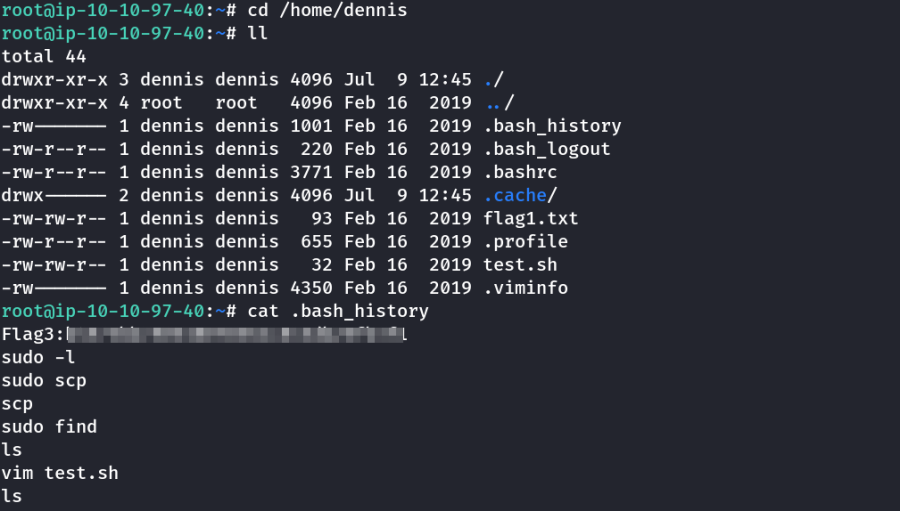 root@ip-10-10-97-40:~# cd /home/dennis
root@ip-10-10-97-40:~# ll
total 44
drwxr-xr-x 3 dennis dennis 4096 Jul  9 12:45 ./
drwxr-xr-x 4 root   root   4096 Feb 16  2019 ../
-rw------- 1 dennis dennis 1001 Feb 16  2019 .bash_history
-rw-r--r-- 1 dennis dennis  220 Feb 16  2019 .bash_logout
-rw-r--r-- 1 dennis dennis 3771 Feb 16  2019 .bashrc
drwx------ 2 dennis dennis 4096 Jul  9 12:45 .cache/
-rw-rw-r-- 1 dennis dennis   93 Feb 16  2019 flag1.txt
-rw-r--r-- 1 dennis dennis  655 Feb 16  2019 .profile
-rw-rw-r-- 1 dennis dennis   32 Feb 16  2019 test.sh
-rw------- 1 dennis dennis 4350 Feb 16  2019 .viminfo
root@ip-10-10-97-40:~# cat .bash_history
Flag3:
sudo -l
sudo scp
scp
sudo find
ls
vim test.sh
ls